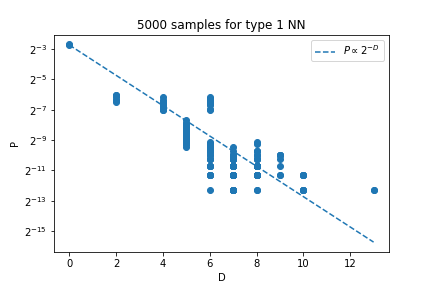 5000 samples for type 1 NN
P ∝ 2^{-D}
P
2^{-3}
2^{-5}
2^{-7}
2^{-9}
2^{-11}
2^{-13}
2^{-15}
0 2 4 6 8 10 12
D